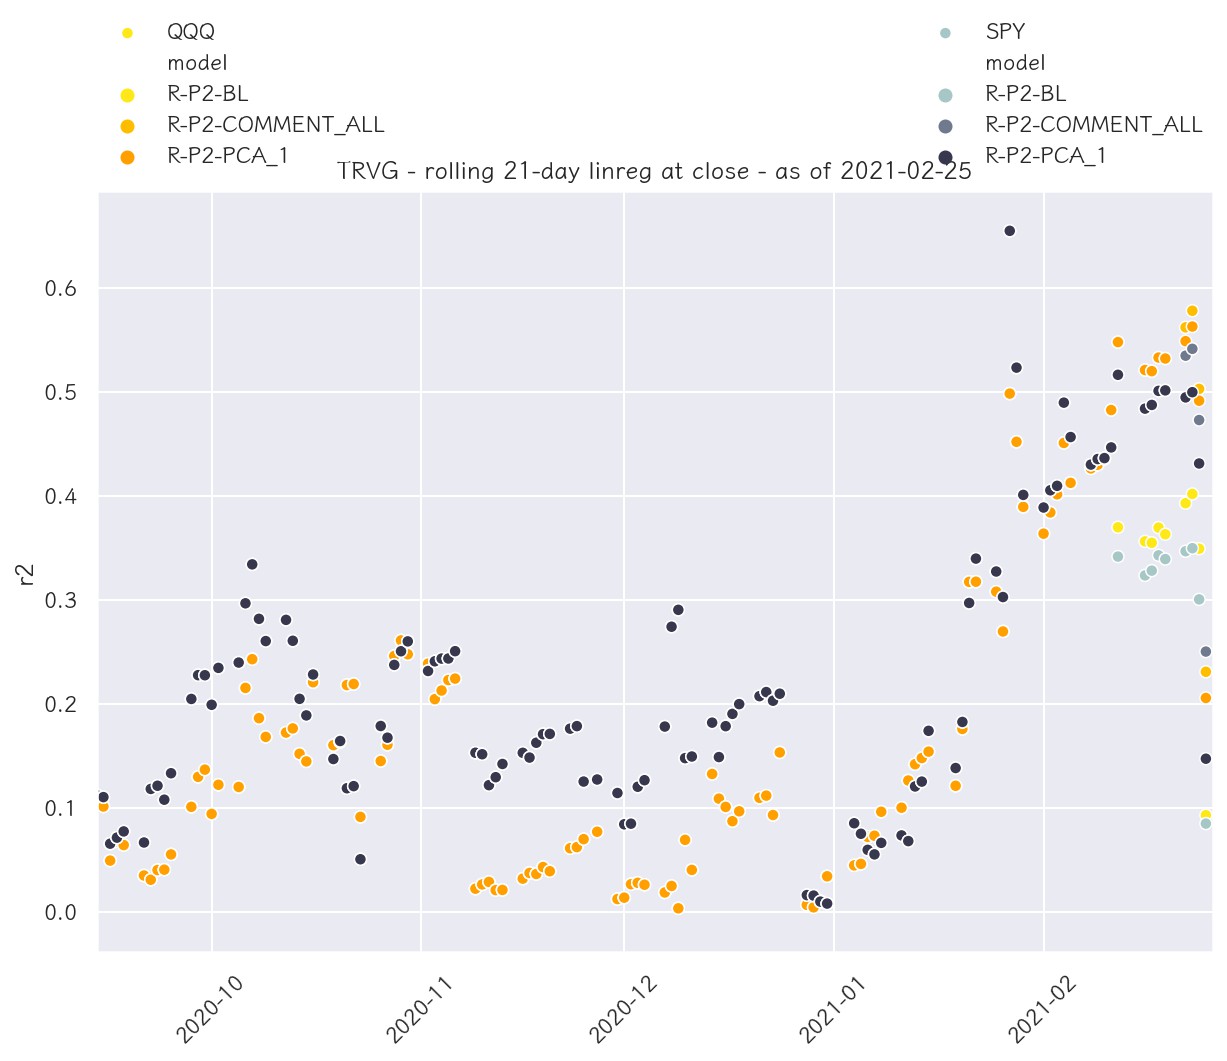 QQQ
model
R-P2-BL
R-P2-COMMENT_ALL
R-P2-PCA_1
SPY
model
R-P2-BL
R-P2-COMMENT_ALL
R-P2-PCA_1
TRVG - rolling 21-day linreg at close - as of 2021-02-25
r2
0.6
0.5
0.4
0.3
0.2
0.1
0.0
2020-10
2020-11
2020-12
2021-01
2021-02